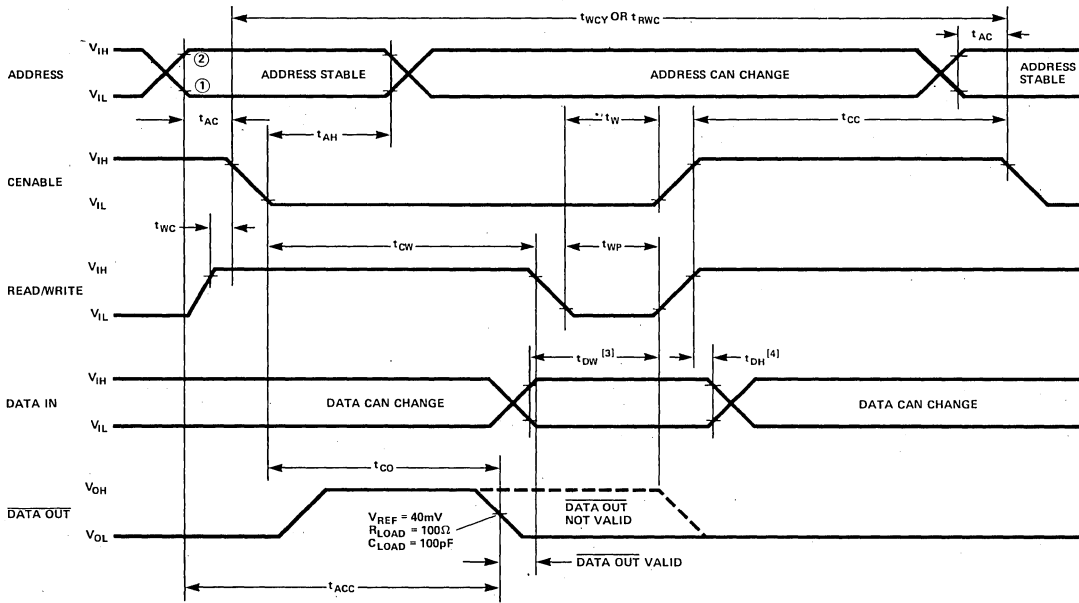 tWCY OR tRWC
tAC
VIH
ADDRESS
②
①
ADDRESS STABLE
ADDRESS CAN CHANGE
ADDRESS
STABLE
VIL
tAC
tAH
tW
tCC
VIH
CENABLE
VIL
tWC
tCW
tWP
VIH
READ/WRITE
VIL
tDW [3]
tDH [4]
VIH
DATA IN
DATA CAN CHANGE
DATA CAN CHANGE
VIL
tCO
VOH
DATA OUT
VREF = 40mV
RLOAD = 100Ω
CLOAD = 100pF
DATA OUT
NOT VALID
VOL
DATA OUT VALID
tACC